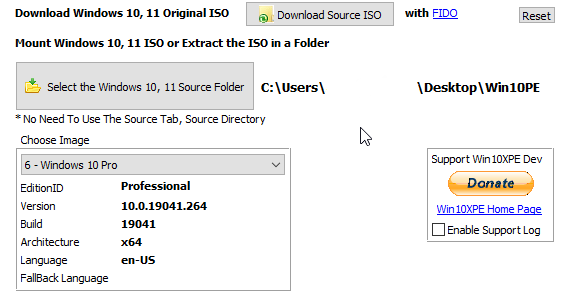 Download Windows 10, 11 Original ISO Download Source ISO with FIDO Reset
Mount Windows 10, 11 ISO or Extract the ISO in a Folder
Select the Windows 10, 11 Source Folder C:\Users\ \Desktop\Win10PE
* No Need To Use The Source Tab, Source Directory
Choose Image
6 - Windows 10 Pro
EditionID Professional
Version 10.0.19041.264
Build 19041
Architecture x64
Language en-US
FallBack Language
Support Win10XPE Dev
Donate
Win10XPE Home Page
Enable Support Log